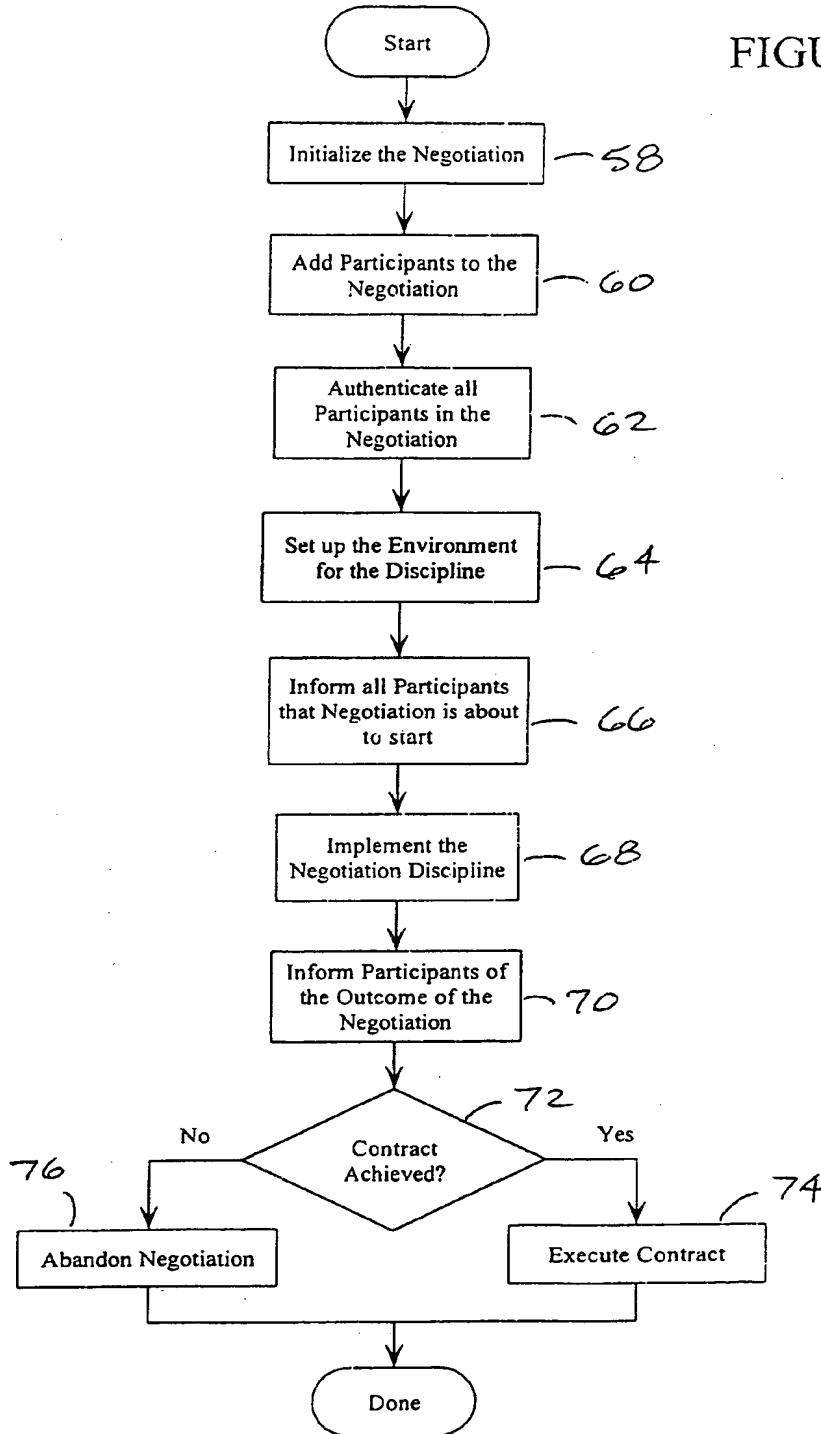 Start
FIGU
Initialize the Negotiation
58
Add Participants to the
Negotiation
60
Authenticate all
Participants in the
Negotiation
62
Set up the Environment
for the Discipline
64
Inform all Participants
that Negotiation is about
to start
66
Implement the
Negotiation Discipline
68
Inform Participants of
the Outcome of the
Negotiation
70
72
No
Contract
Achieved?
Yes
76
74
Abandon Negotiation
Execute Contract
Done